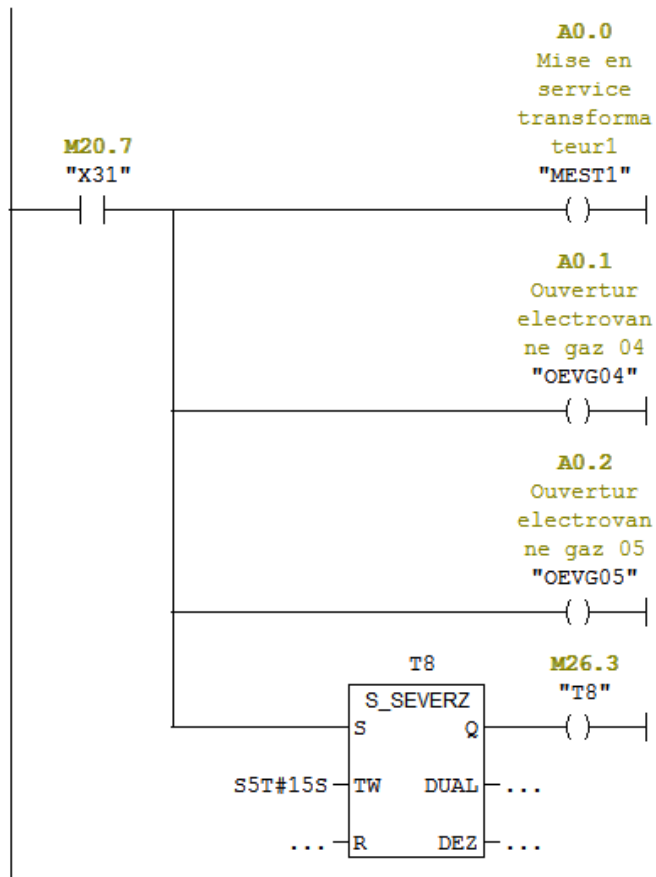 A0.0
Mise en
service
transforma
teur1
"MEST1"
M20.7
"X31"
A0.1
Ouvertur
electrovan
ne gaz 04
"OEVG04"
A0.2
Ouvertur
electrovan
ne gaz 05
"OEVG05"
T8
M26.3
"T8"
S_SEVERZ
S Q
S5T#15S TW DUAL ...
... R DEZ ...